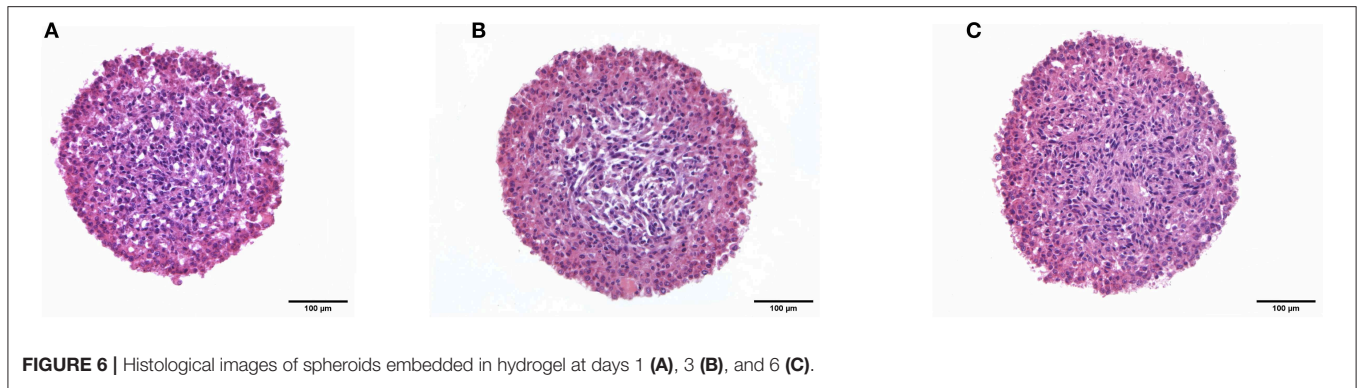 A
B
C
100 µm
100 µm
100 µm
FIGURE 6 | Histological images of spheroids embedded in hydrogel at days 1 (A), 3 (B), and 6 (C).